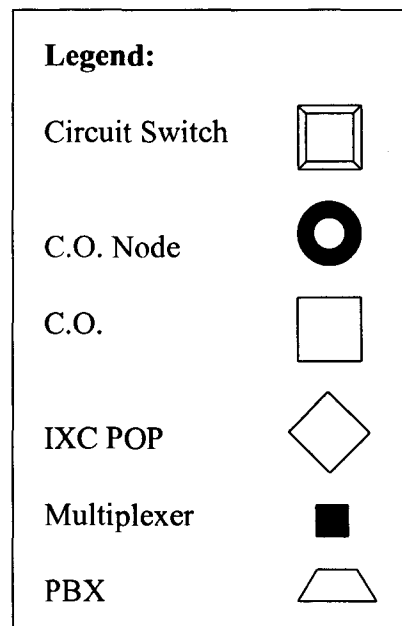 Legend:
Circuit Switch
C.O. Node
C.O.
IXC POP
Multiplexer
PBX